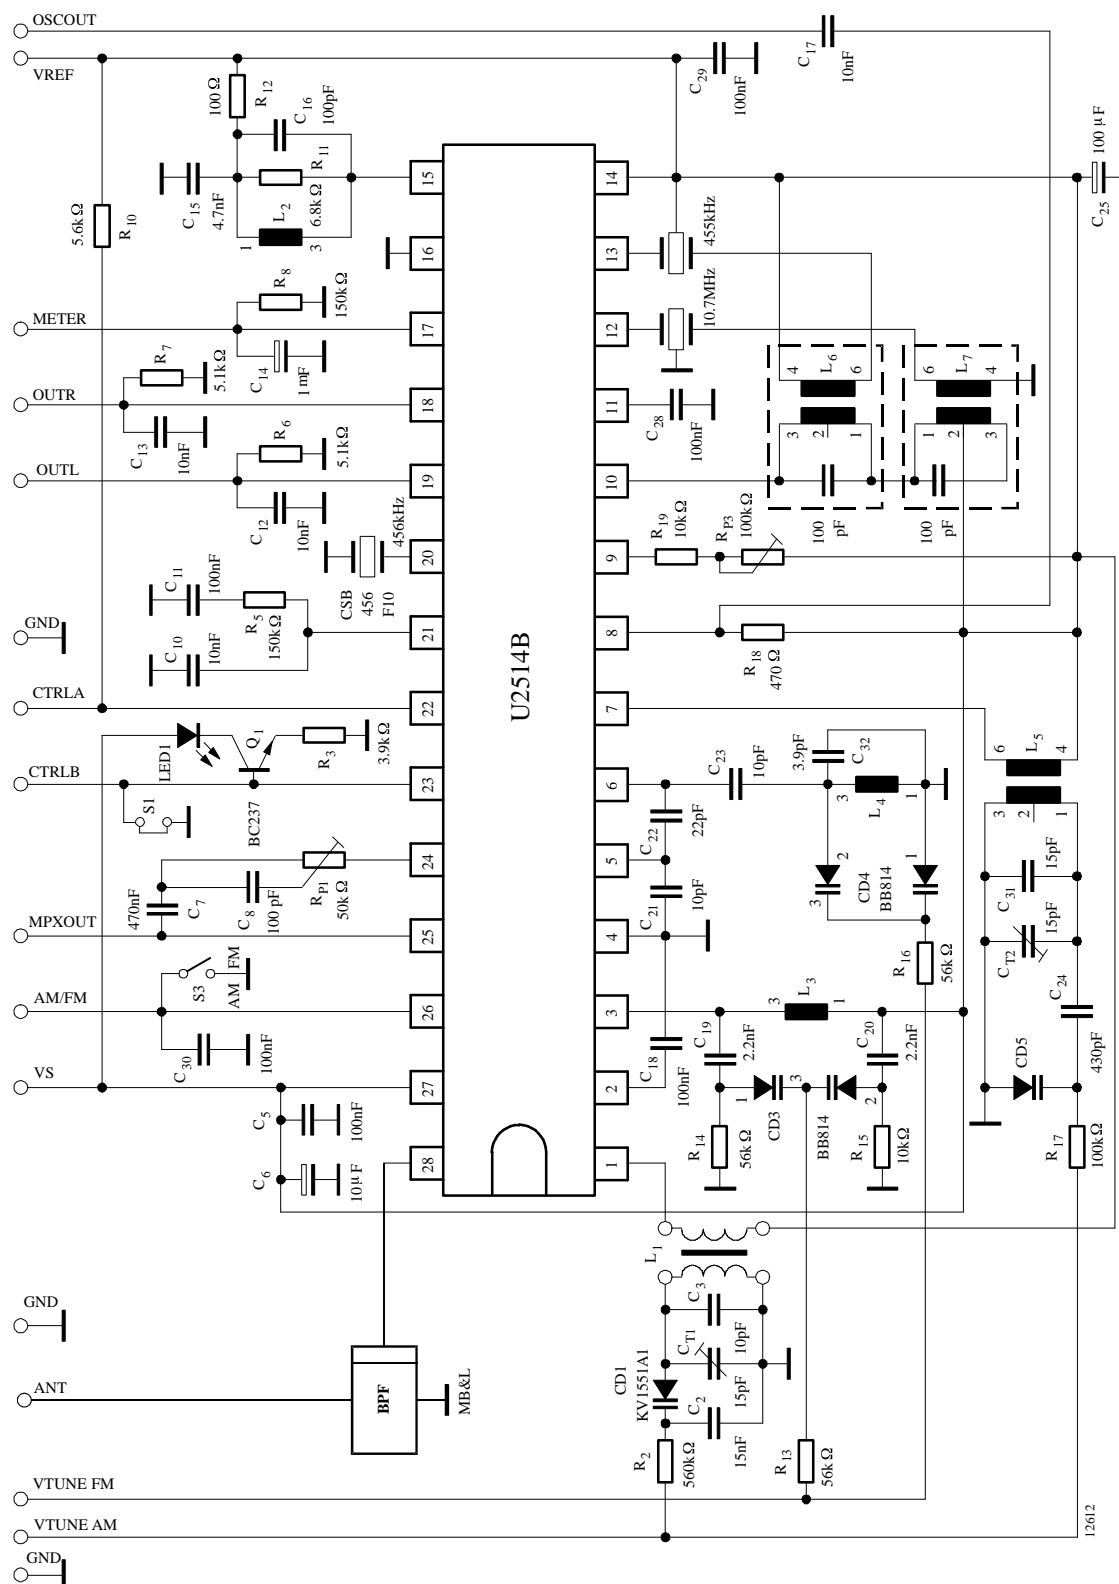 OSCOUT
VREF
METER
OUTR
OUTL
GND
CTRLA
CTRLB
MPXOUT
AM/FM
VS
GND
ANT
VTUNE FM
VTUNE AM
GND
C17
10nF
C29
100nF
100 µF
C25
100 Ω
R12
C16
100pF
R11
6.8k Ω
L2
1
3
C15
4.7nF
5.6k Ω
R10
R8
150k Ω
C14
1mF
R7
5.1k Ω
C13
10nF
R6
5.1k Ω
C12
10nF
456kHz
CSB
456
F10
C11
100nF
R5
150k Ω
C10
10nF
LED1
Q1
BC237
R3
3.9k Ω
S1
470nF
C7
C8
100 pF
RP1
50k Ω
S3
AM FM
C30
100nF
C5
100nF
C6
10 µF
BPF
MB&L
U2514B
15
16
17
18
19
20
21
22
23
24
25
26
27
28
14
13
12
11
10
9
8
7
6
5
4
3
2
1
455kHz
10.7MHz
C28
100nF
4
L6
6
3
2
1
100
pF
6
L7
4
1
2
3
100
pF
R19
10k Ω
RP3
100k Ω
R18
470 Ω
C23
10pF
3.9pF
C32
3
L4
1
C22
22pF
C21
10pF
2
3
CD4
BB814
1
R16
56k Ω
6
L5
4
3
2
1
C31
15pF
CT2
15pF
C24
430pF
CD5
R17
100k Ω
3
L3
1
C19
2.2nF
C20
2.2nF
C18
100nF
1
CD3
3
2
BB814
R14
56k Ω
R15
10k Ω
L1
C3
10pF
CT1
15pF
CD1
KV1551A1
C2
15nF
R2
560k Ω
R13
56k Ω
12612